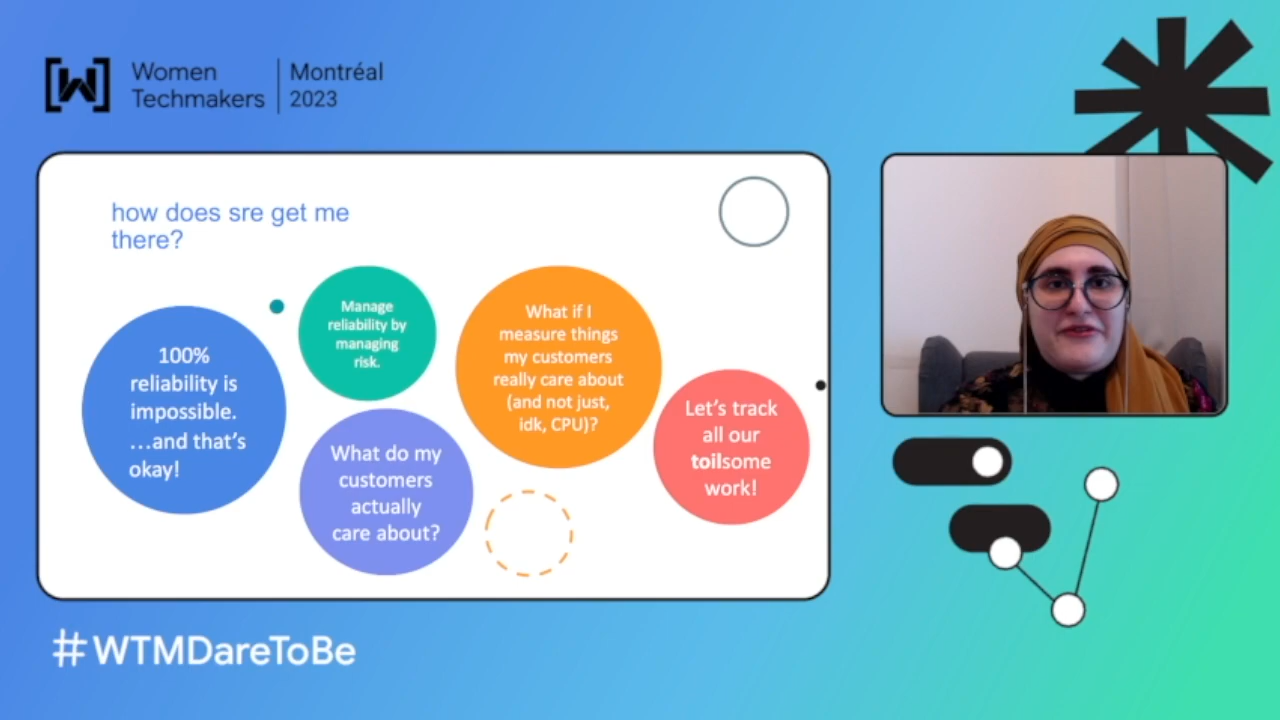 Women
Techmakers
Montréal
2023
how does sre get me
there?
100%
reliability is
impossible.
...and that's
okay!
Manage
reliability by
managing
risk.
What do my
customers
actually
care about?
What if I
measure things
my customers
really care about
(and not just,
idk, CPU)?
Let's track
all our
toilsome
work!
#WTMDareToBe